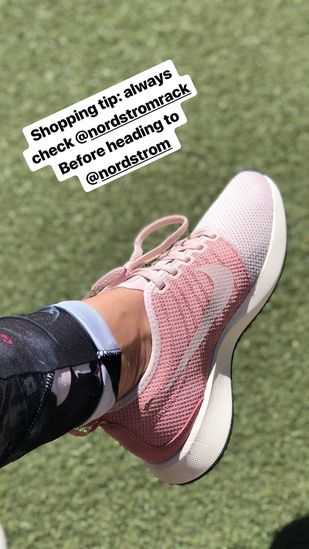 Shopping tip: always
check @nordstromrack
Before heading to
@nordstrom